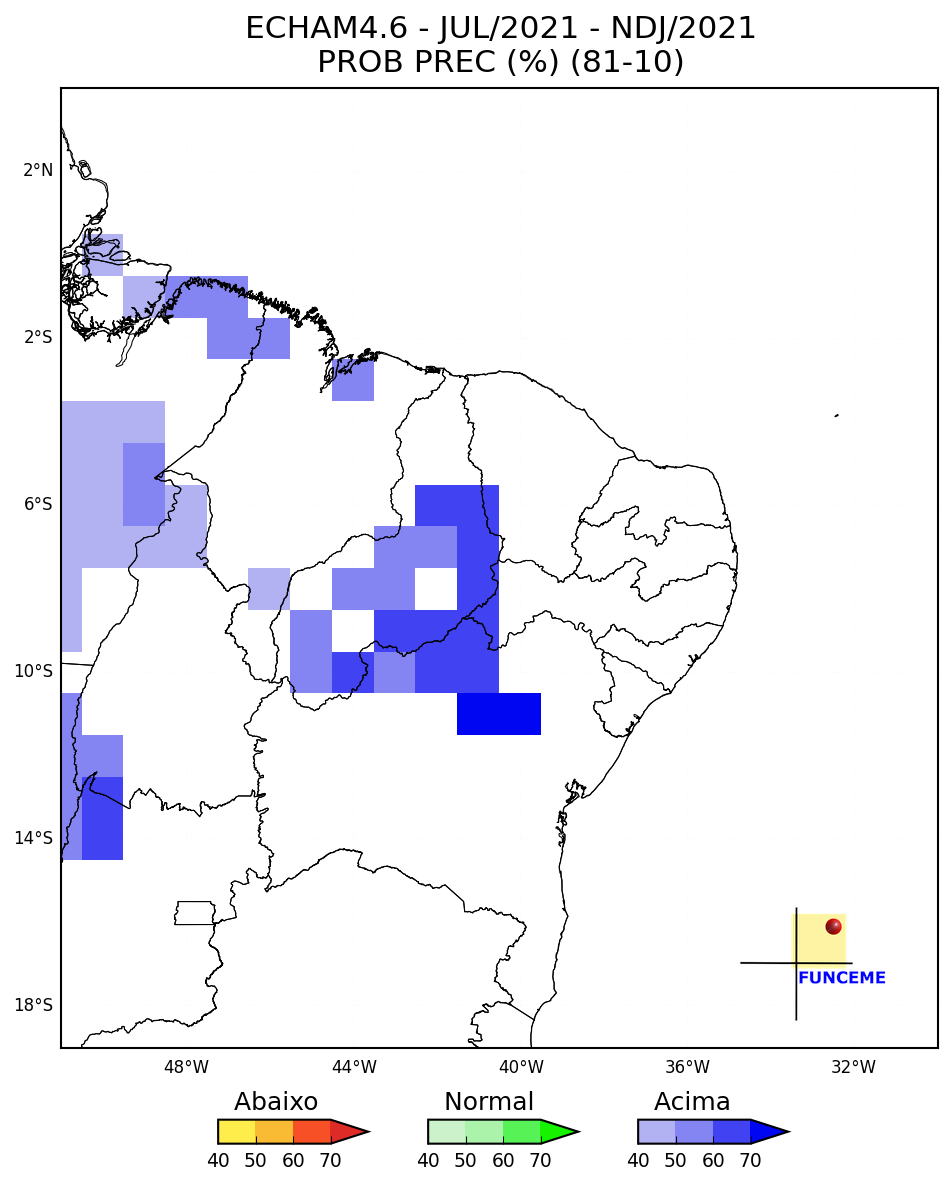 ECHAM4.6 - JUL/2021 - NDJ/2021
PROB PREC (%) (81-10)
2°N
2°S
6°S
10°S
14°S
18°S
FUNCEME
48°W 44°W 40°W 36°W 32°W
Abaixo Normal Acima
40 50 60 70 40 50 60 70 40 50 60 70